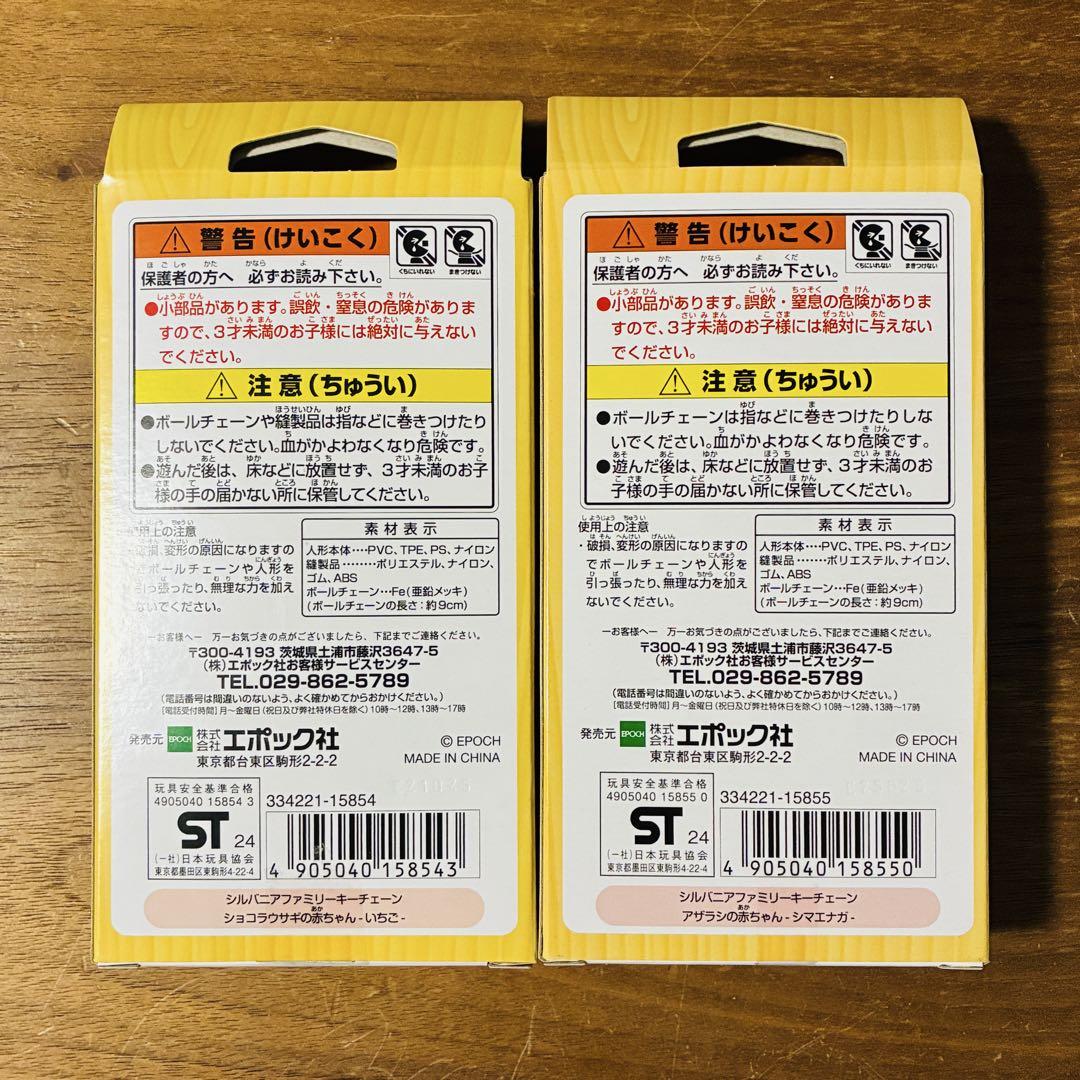 警告(けいこく)
くちにいれない
まきつけない
保護者の方へ 必ずお読み下さい。
●小部品があります。誤飲・窒息の危険がありま
すので、3才未満のお子様には絶対に与えない
でください。
注意(ちゅうい)
●ボールチェーンや縫製品は指などに巻きつけたり
しないでください。血がかよわなくなり危険です。
●遊んだ後は、床などに放置せず、3才未満のお子
様の手の届かない所に保管してください。
使用上の注意
・破損、変形の原因になりますの
でボールチェーンや人形を
引っ張ったり、無理な力を加え
ないでください。
素材表示
人形本体‥‥PVC、TPE、PS、ナイロン
縫製品‥‥‥‥ポリエステル、ナイロン、
ゴム、ABS
ボールチェーン‥‥Fe(亜鉛メッキ)
(ボールチェーンの長さ:約9cm)
―お客様へ― 万一お気づきの点がございましたら、下記までご連絡ください。
〒300-4193 茨城県土浦市藤沢3647-5
(株)エポック社お客様サービスセンター
TEL.029-862-5789
(電話番号は間違いのないよう、よく確かめてからおかけください。)
[電話受付時間]月〜金曜日(祝日及び弊社特休日を除く)10時〜12時、13時〜17時
発売元 EPOCH 株式会社エポック社
東京都台東区駒形2-2-2
© EPOCH
MADE IN CHINA
玩具安全基準合格
4905040 15854 3
ST 24
(一社)日本玩具協会
東京都墨田区東駒形4-22-4
334221-15854
4 905040 158543
シルバニアファミリーキーチェーン
ショコラウサギの赤ちゃん-いちご-
警告(けいこく)
くちにいれない
まきつけない
保護者の方へ 必ずお読み下さい。
●小部品があります。誤飲・窒息の危険がありま
すので、3才未満のお子様には絶対に与えない
でください。
注意(ちゅうい)
●ボールチェーンは指などに巻きつけたりしな
いでください。血がかよわなくなり危険です。
●遊んだ後は、床などに放置せず、3才未満のお
子様の手の届かない所に保管してください。
使用上の注意
・破損、変形の原因になりますの
でボールチェーンや人形を
引っ張ったり、無理な力を加え
ないでください。
素材表示
人形本体‥‥PVC、TPE、PS、ナイロン
縫製品‥‥‥‥ポリエステル、ナイロン、
ゴム、ABS
ボールチェーン‥‥Fe(亜鉛メッキ)
(ボールチェーンの長さ:約9cm)
―お客様へ― 万一お気づきの点がございましたら、下記までご連絡ください。
〒300-4193 茨城県土浦市藤沢3647-5
(株)エポック社お客様サービスセンター
TEL.029-862-5789
(電話番号は間違いのないよう、よく確かめてからおかけください。)
[電話受付時間]月〜金曜日(祝日及び弊社特休日を除く)10時〜12時、13時〜17時
発売元 EPOCH 株式会社エポック社
東京都台東区駒形2-2-2
© EPOCH
MADE IN CHINA
玩具安全基準合格
4905040 15855 0
ST 24
(一社)日本玩具協会
東京都墨田区東駒形4-22-4
334221-15855
4 905040 158550
シルバニアファミリーキーチェーン
アザラシの赤ちゃん-シマエナガ-